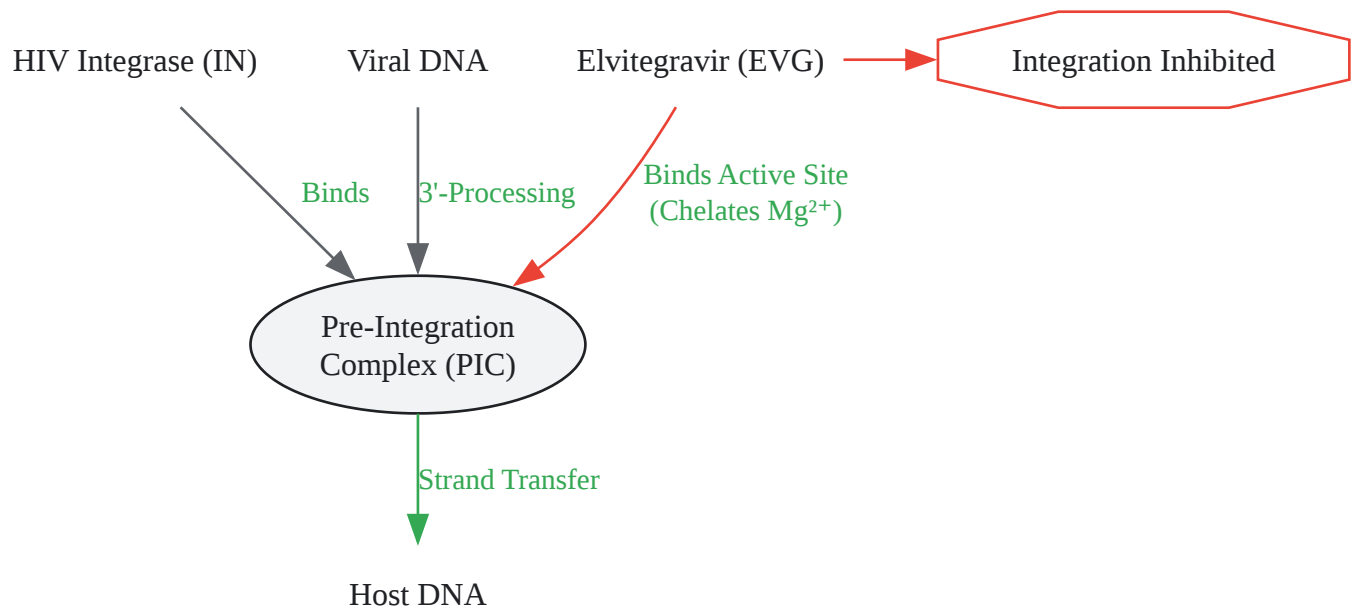 HIV Integrase (IN)
Viral DNA
Elvitegravir (EVG)
Integration Inhibited
Binds
3'-Processing
Binds Active Site
(Chelates Mg²⁺)
Pre-Integration
Complex (PIC)
Strand Transfer
Host DNA